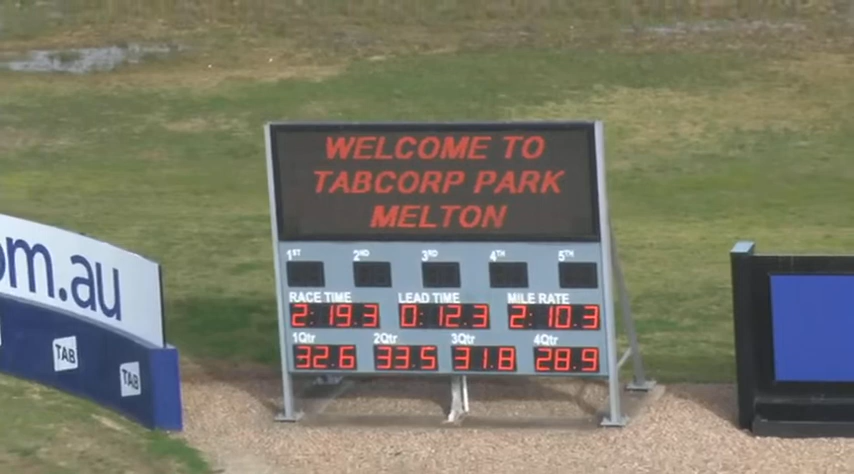 WELCOME TO
TABCORP PARK
MELTON
1ST 2ND 3RD 4TH 5TH
RACE TIME LEAD TIME MILE RATE
2:19.3 0:12.3 2:10.3
1Qtr 2Qtr 3Qtr 4Qtr
32.6 33.5 31.8 28.9
om.au
TAB
TAB